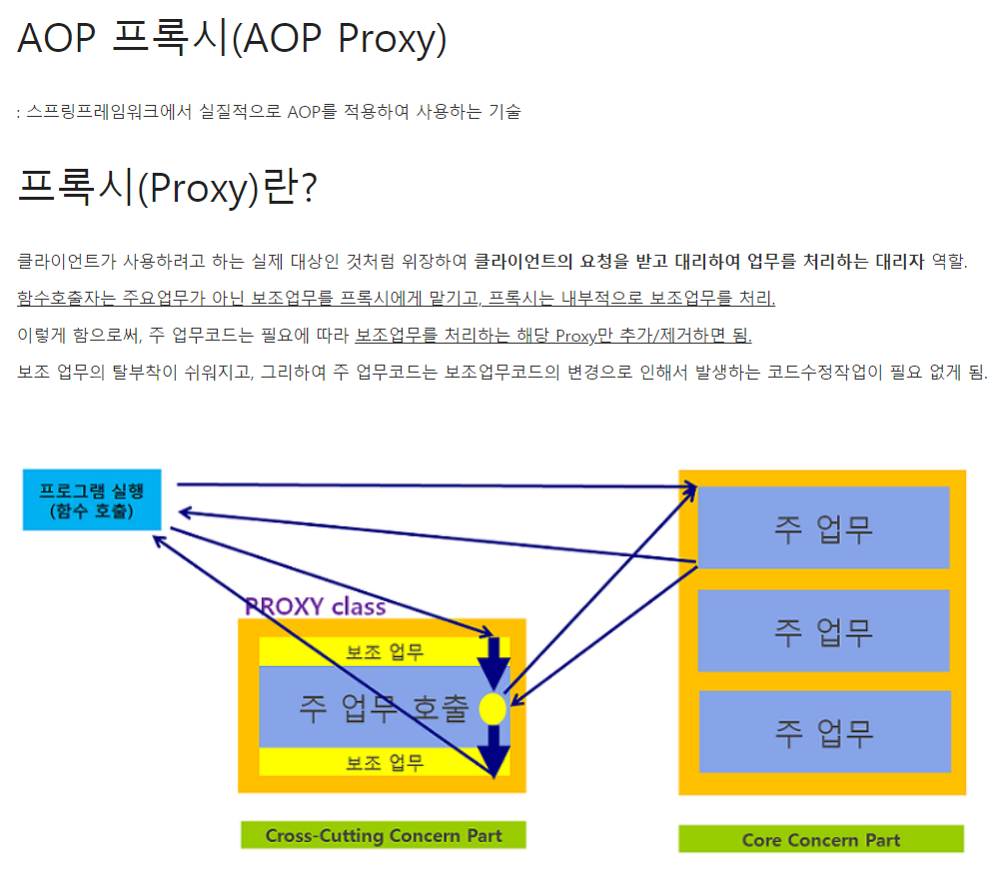 AOP 프록시(AOP Proxy)
: 스프링프레임워크에서 실질적으로 AOP를 적용하여 사용하는 기술
프록시(Proxy)란?
클라이언트가 사용하려고 하는 실제 대상인 것처럼 위장하여 클라이언트의 요청을 받고 대리하여 업무를 처리하는 대리자 역할.
함수호출자는 주요업무가 아닌 보조업무를 프록시에게 맡기고, 프록시는 내부적으로 보조업무를 처리.
이렇게 함으로써, 주 업무코드는 필요에 따라 보조업무를 처리하는 해당 Proxy만 추가/제거하면 됨.
보조 업무의 탈부착이 쉬워지고, 그리하여 주 업무코드는 보조업무코드의 변경으로 인해서 발생하는 코드수정작업이 필요 없게 됨.
프로그램 실행
(함수 호출)
주 업무
PROXY class
보조 업무
주 업무
주 업무 호출
주 업무
보조 업무
Cross-Cutting Concern Part
Core Concern Part